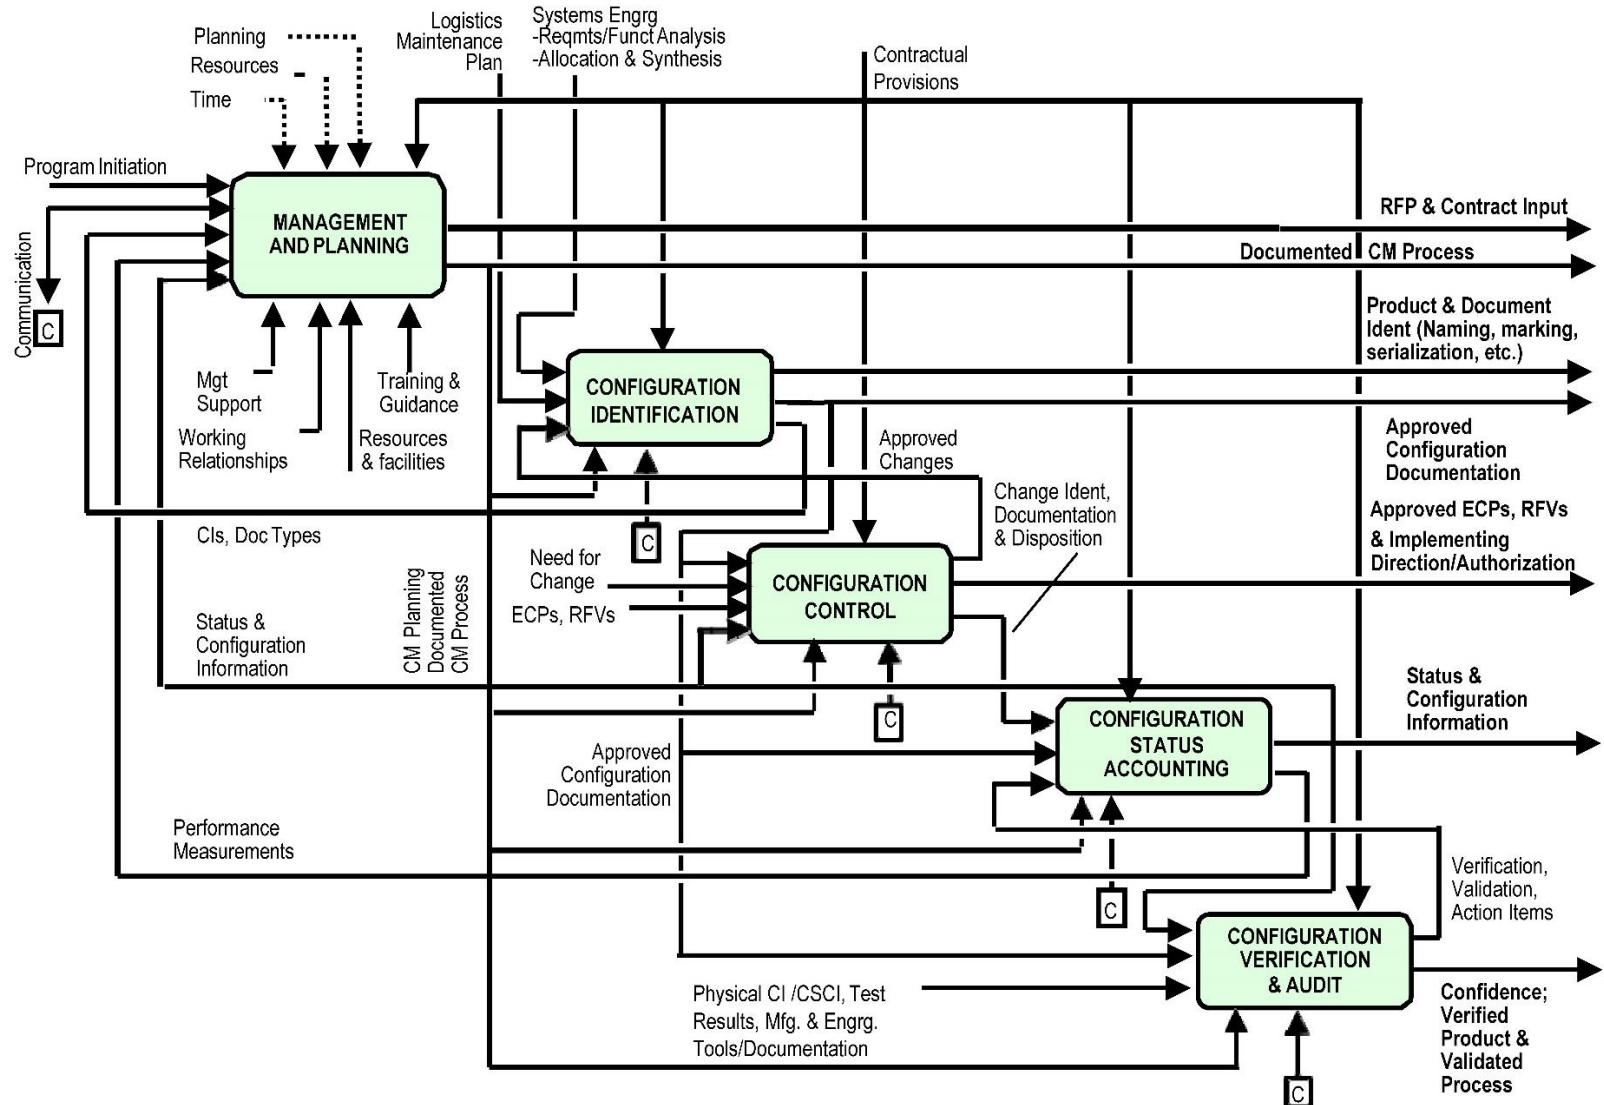 Planning
Resources
Time
Logistics
Maintenance
Plan
Systems Engrg
-Reqmts/Funct Analysis
-Allocation & Synthesis
Contractual
Provisions
Program Initiation
Communication
C
MANAGEMENT
AND PLANNING
RFP & Contract Input
Documented CM Process
Mgt
Support
Working
Relationships
Training &
Guidance
Resources
& facilities
Product & Document
Ident (Naming, marking,
serialization, etc.)
CONFIGURATION
IDENTIFICATION
Approved
Configuration
Documentation
Approved
Changes
CIs, Doc Types
C
Change Ident,
Documentation
& Disposition
Approved ECPs, RFVs
& Implementing
Direction/Authorization
Need for
Change
ECPs, RFVs
CONFIGURATION
CONTROL
Status &
Configuration
Information
CM Planning
Documented
CM Process
C
Status &
Configuration
Information
CONFIGURATION
STATUS
ACCOUNTING
Approved
Configuration
Documentation
Performance
Measurements
C
Verification,
Validation,
Action Items
CONFIGURATION
VERIFICATION
& AUDIT
Physical CI /CSCI, Test
Results, Mfg. & Engrg.
Tools/Documentation
Confidence;
Verified
Product &
Validated
Process
C